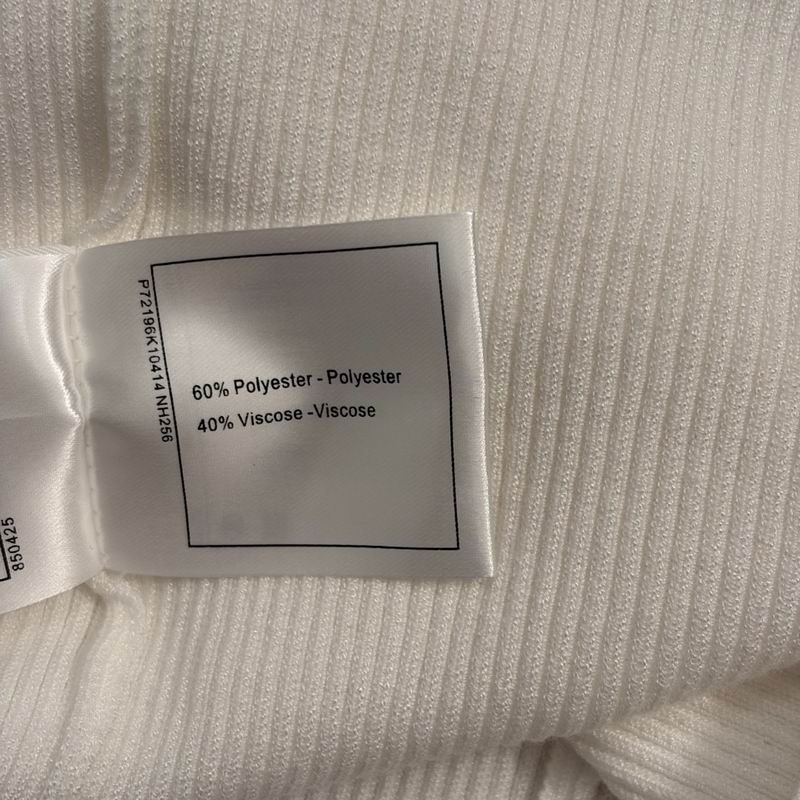 P72196K10414 NH256
60% Polyester - Polyester
40% Viscose -Viscose
850425